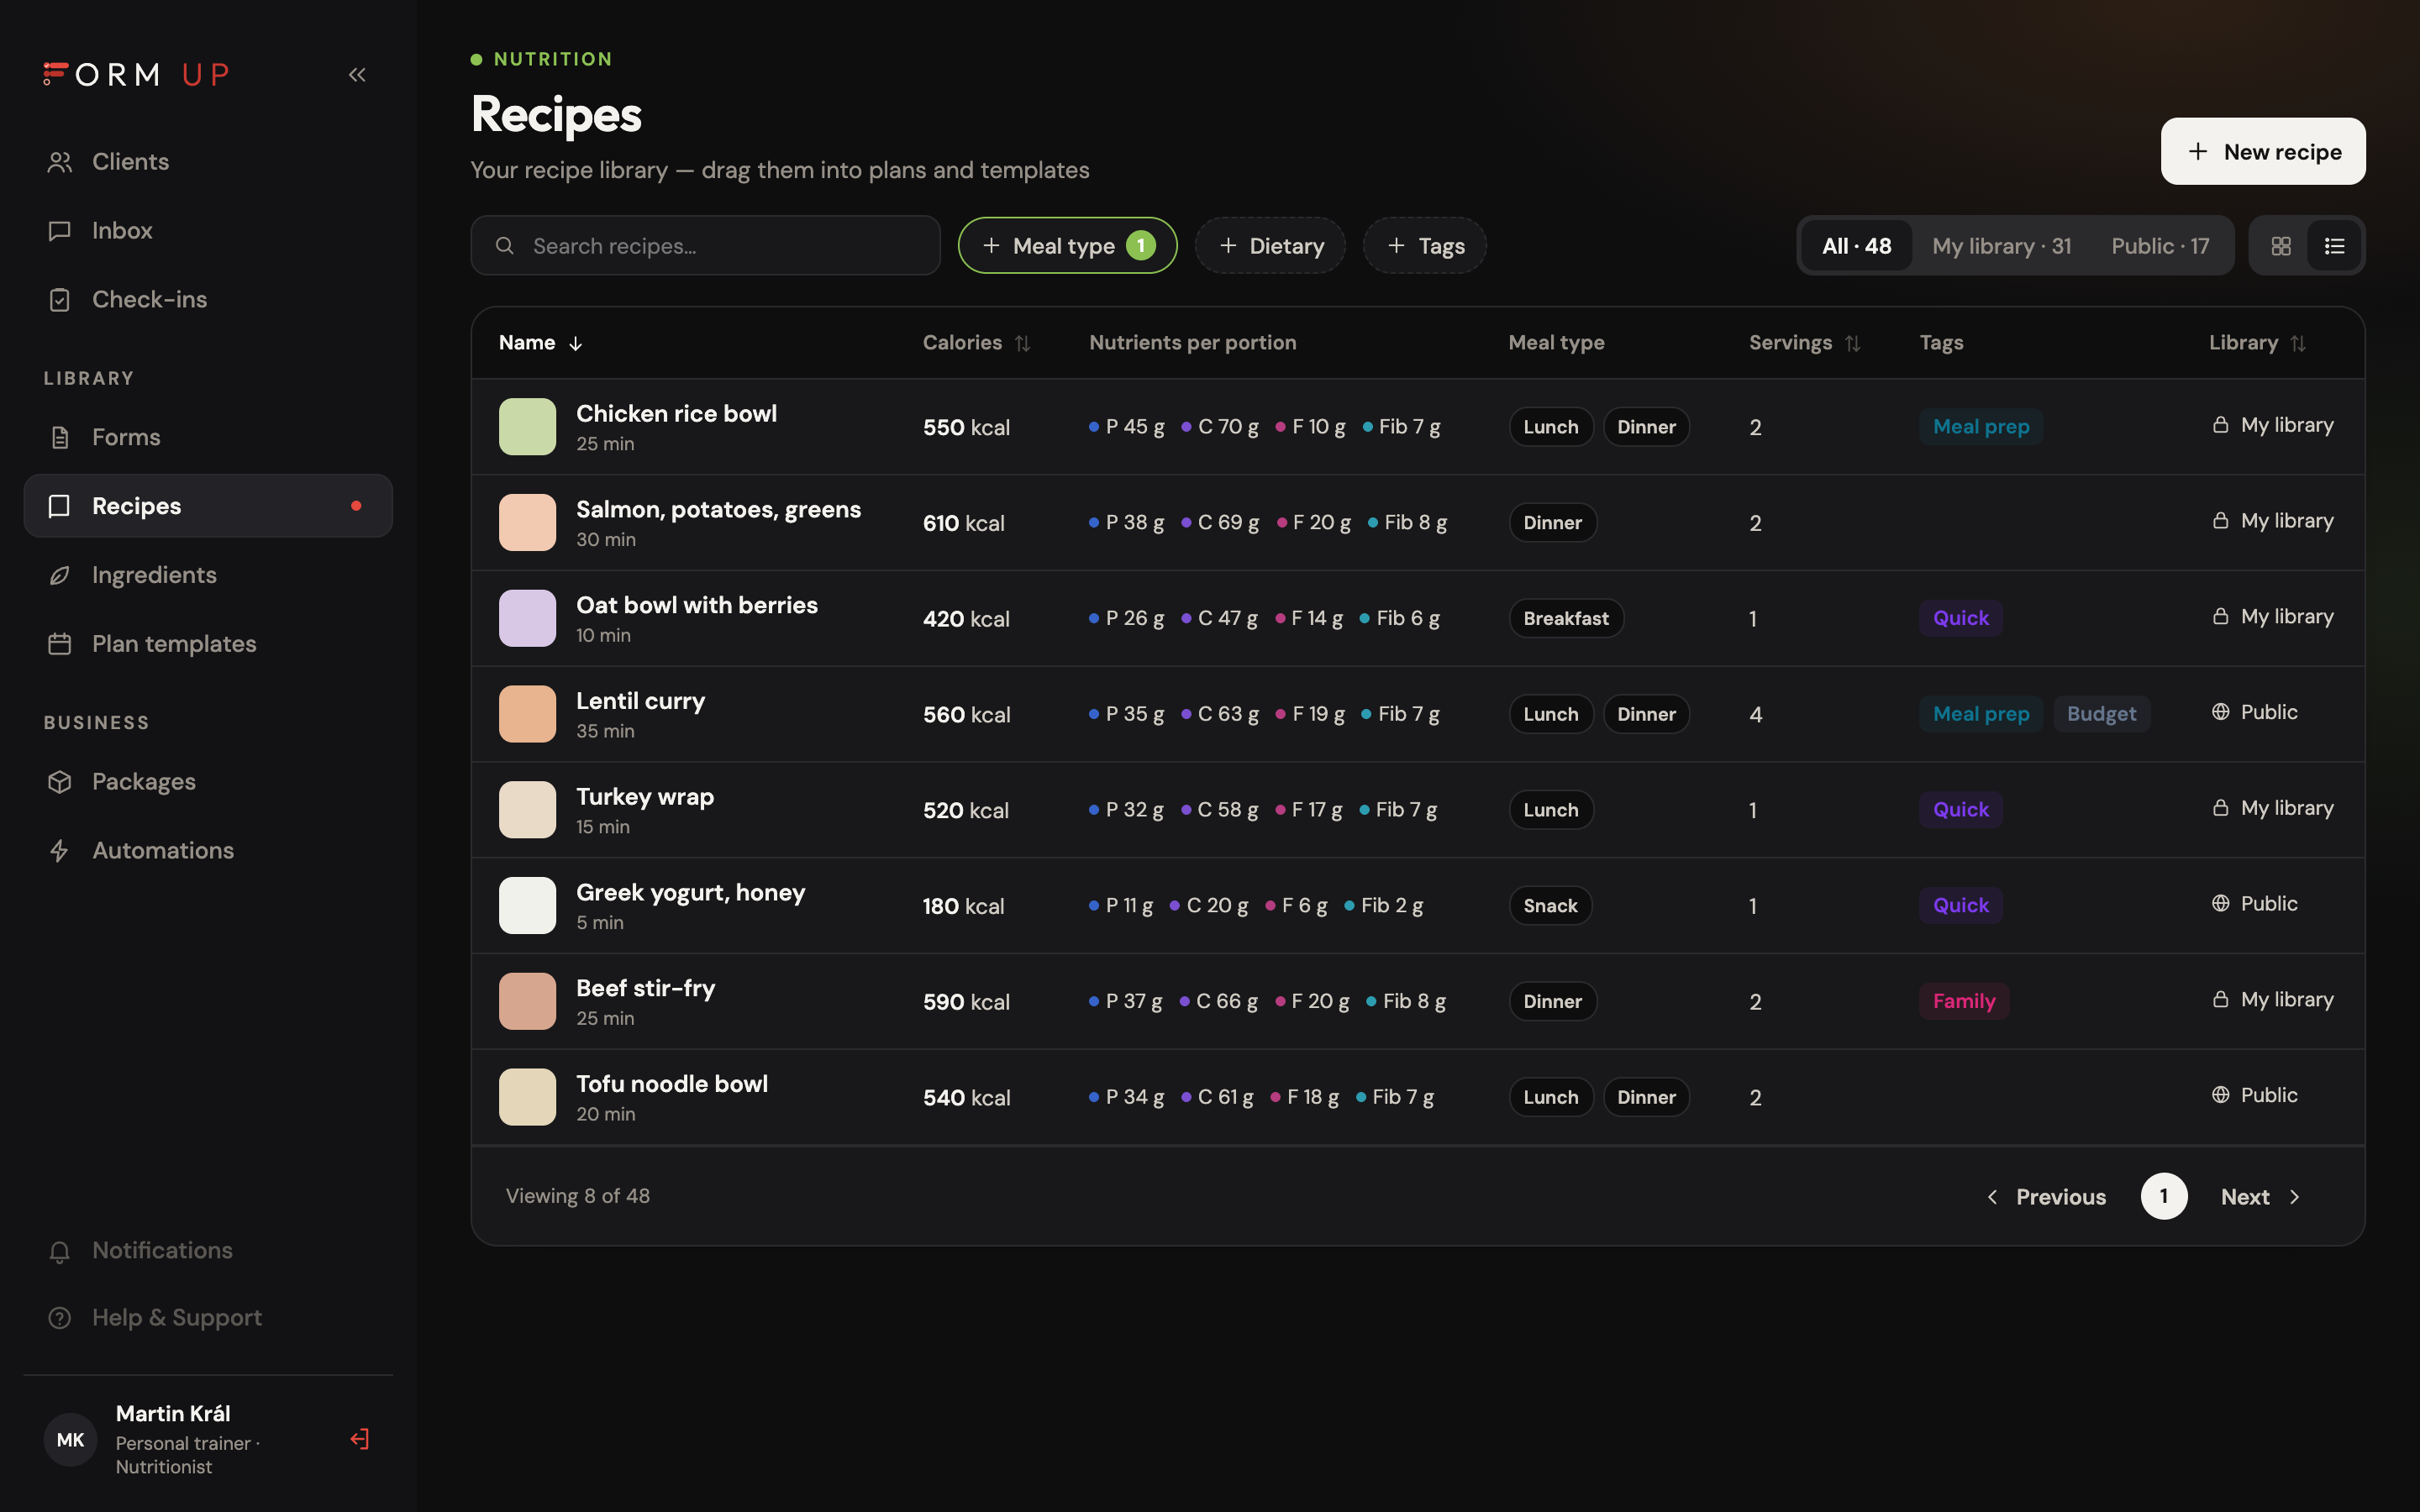 FORM UP
Clients
Inbox
Check-ins
LIBRARY
Forms
Recipes
Ingredients
Plan templates
BUSINESS
Packages
Automations
Notifications
Help & Support
MK
Martin Král
Personal trainer ·
Nutritionist
NUTRITION
Recipes
Your recipe library — drag them into plans and templates
New recipe
Search recipes...
Meal type 1
Dietary
Tags
All · 48
My library · 31
Public · 17
Name Calories Nutrients per portion Meal type Servings Tags Library
Chicken rice bowl
25 min
550 kcal P 45 g C 70 g F 10 g Fib 7 g Lunch Dinner 2 Meal prep My library
Salmon, potatoes, greens
30 min
610 kcal P 38 g C 69 g F 20 g Fib 8 g Dinner 2 My library
Oat bowl with berries
10 min
420 kcal P 26 g C 47 g F 14 g Fib 6 g Breakfast 1 Quick My library
Lentil curry
35 min
560 kcal P 35 g C 63 g F 19 g Fib 7 g Lunch Dinner 4 Meal prep Budget Public
Turkey wrap
15 min
520 kcal P 32 g C 58 g F 17 g Fib 7 g Lunch 1 Quick My library
Greek yogurt, honey
5 min
180 kcal P 11 g C 20 g F 6 g Fib 2 g Snack 1 Quick Public
Beef stir-fry
25 min
590 kcal P 37 g C 66 g F 20 g Fib 8 g Dinner 2 Family My library
Tofu noodle bowl
20 min
540 kcal P 34 g C 61 g F 18 g Fib 7 g Lunch Dinner 2 Public
Viewing 8 of 48
Previous 1 Next